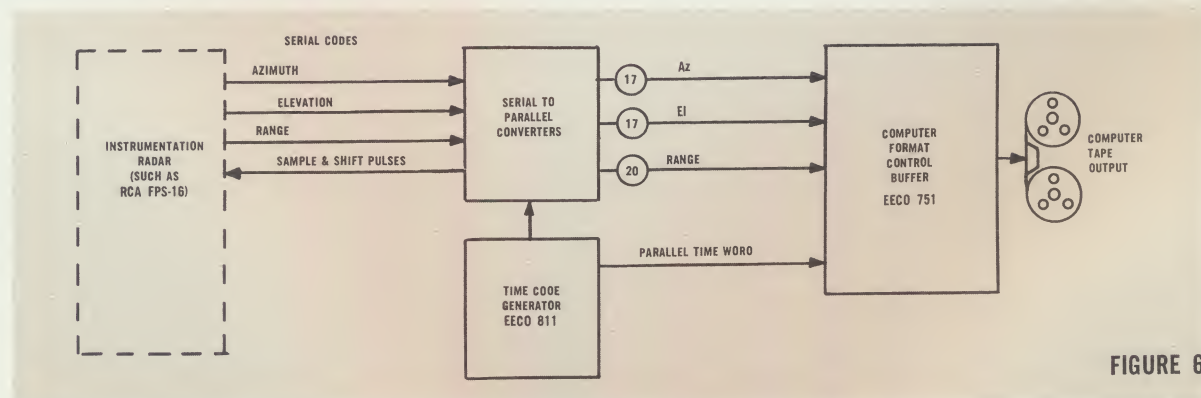 SERIAL CODES
AZIMUTH
ELEVATION
RANGE
SAMPLE & SHIFT PULSES
INSTRUMENTATION
RADAR
(SUCH AS
RCA FPS-16)
SERIAL TO
PARALLEL
CONVERTERS
17
Az
17
El
20
RANGE
TIME CODE
GENERATOR
EECO 811
PARALLEL TIME WORD
COMPUTER
FORMAT
CONTROL
BUFFER
EECO 751
COMPUTER
TAPE
OUTPUT
FIGURE 6